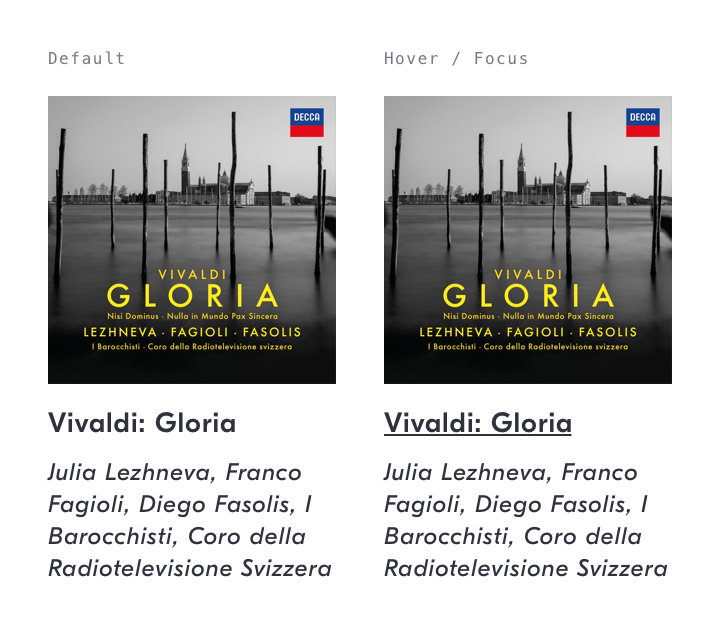 Default
DECCA
VIVALDI
GLORIA
Nisi Dominus · Nulla in Mundo Pax Sincera
LEZHNEVA · FAGIOLI · FASOLIS
I Barocchisti · Coro della Radiotelevisione svizzera
Vivaldi: Gloria
Julia Lezhneva, Franco
Fagioli, Diego Fasolis, I
Barocchisti, Coro della
Radiotelevisione Svizzera
Hover / Focus
DECCA
VIVALDI
GLORIA
Nisi Dominus · Nulla in Mundo Pax Sincera
LEZHNEVA · FAGIOLI · FASOLIS
I Barocchisti · Coro della Radiotelevisione svizzera
Vivaldi: Gloria
Julia Lezhneva, Franco
Fagioli, Diego Fasolis, I
Barocchisti, Coro della
Radiotelevisione Svizzera